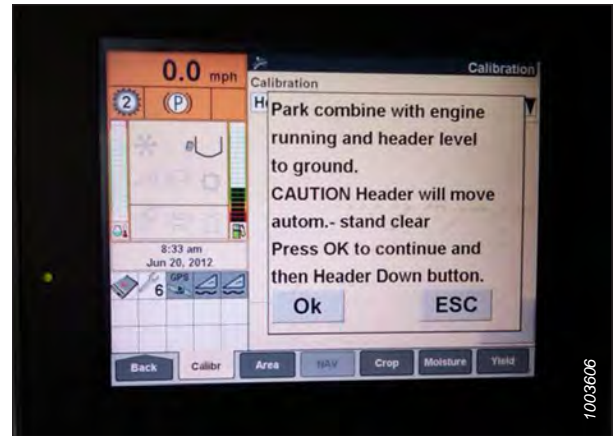 0.0 mph
Calibration
Calibration
2
P
H
Park combine with engine
running and header level
to ground.
CAUTION Header will move
autom.- stand clear
Press OK to continue and
then Header Down button.
Ok ESC
8:33 am
Jun 20, 2012
6
GPS
Back Calibr Area NAV Crop Moisture Yield
1003606